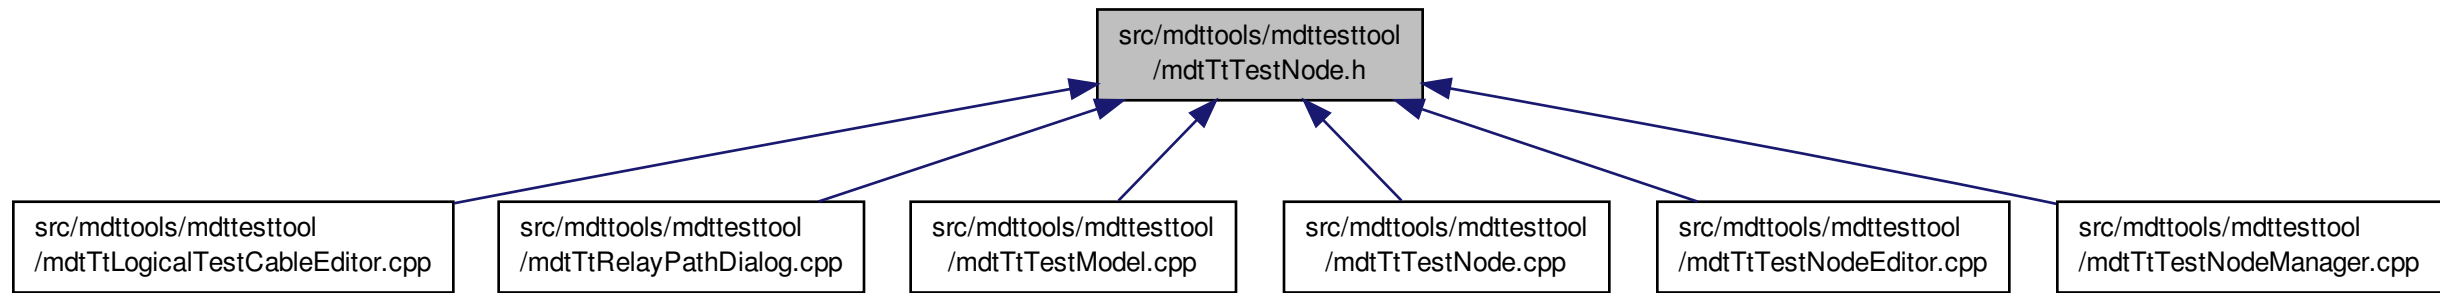 src/mdttools/mdttesttool
/mdtTtTestNode.h
src/mdttools/mdttesttool
/mdtTtLogicalTestCableEditor.cpp
src/mdttools/mdttesttool
/mdtTtRelayPathDialog.cpp
src/mdttools/mdttesttool
/mdtTtTestModel.cpp
src/mdttools/mdttesttool
/mdtTtTestNode.cpp
src/mdttools/mdttesttool
/mdtTtTestNodeEditor.cpp
src/mdttools/mdttesttool
/mdtTtTestNodeManager.cpp